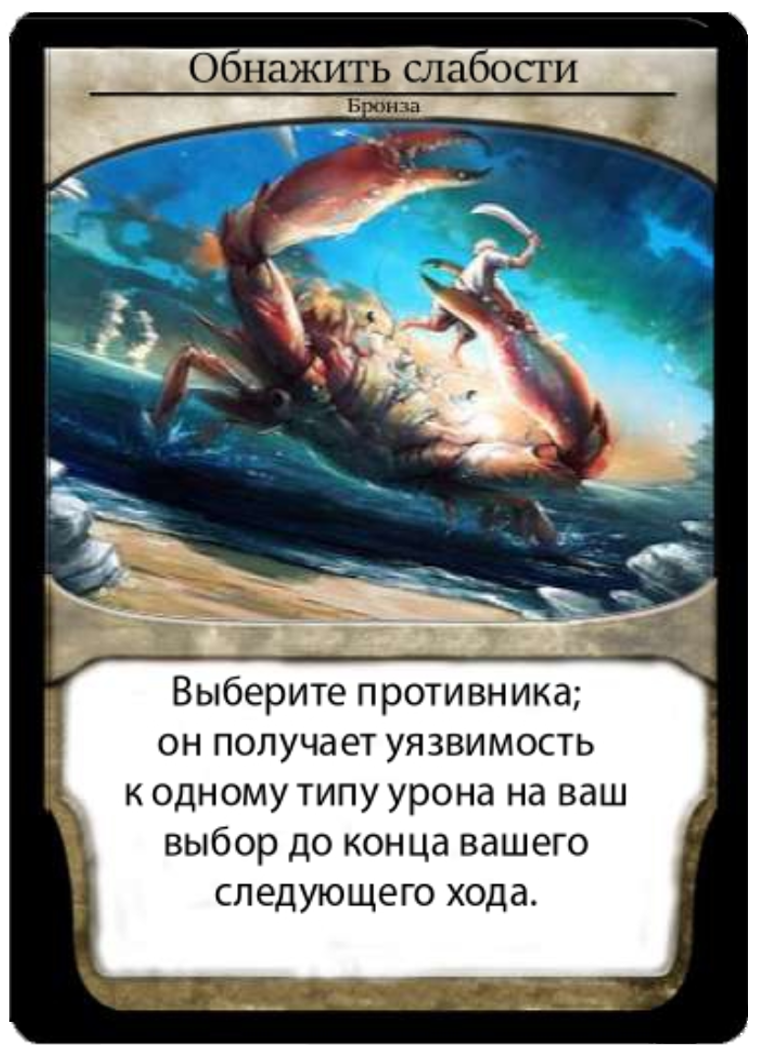 Обнажить слабости
Бронза
Выберите противника;
он получает уязвимость
к одному типу урона на ваш
выбор до конца вашего
следующего хода.